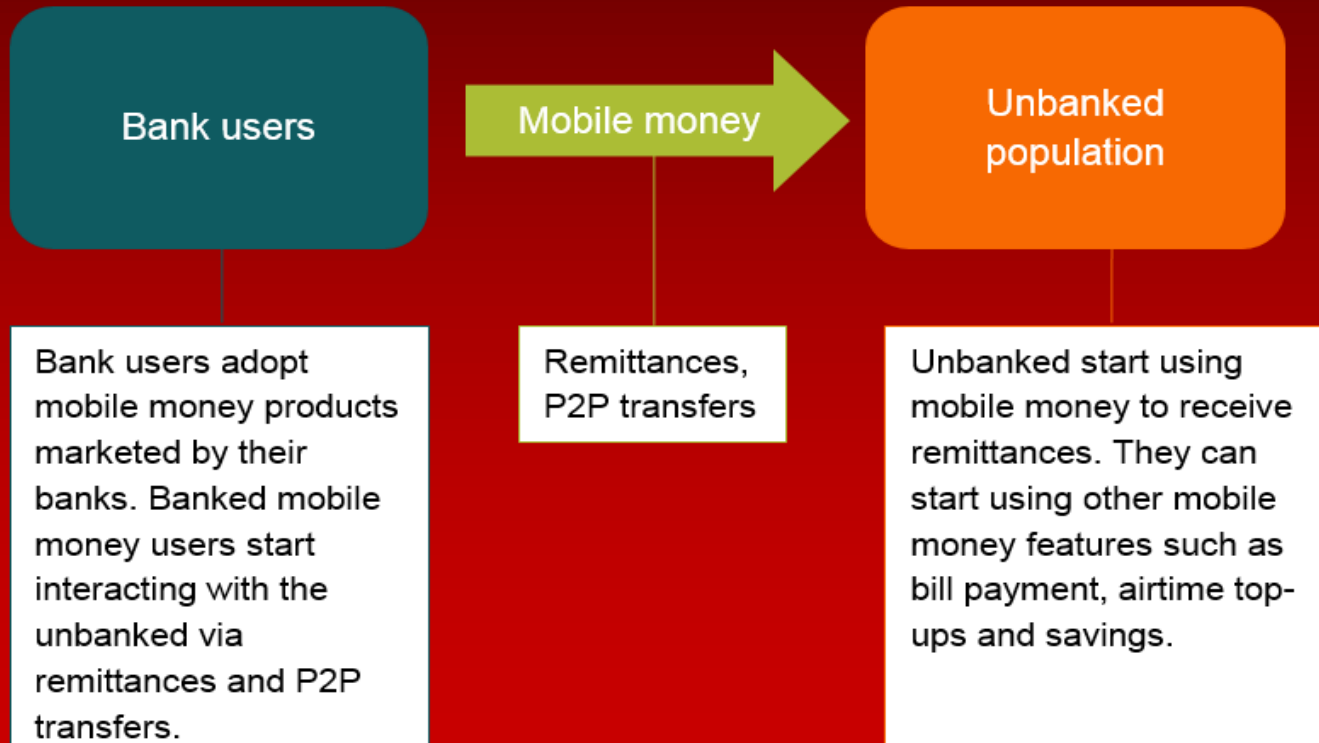 Bank users
Mobile money
Unbanked
population
Bank users adopt
mobile money products
marketed by their
banks. Banked mobile
money users start
interacting with the
unbanked via
remittances and P2P
transfers.
Remittances,
P2P transfers
Unbanked start using
mobile money to receive
remittances. They can
start using other mobile
money features such as
bill payment, airtime top-
ups and savings.